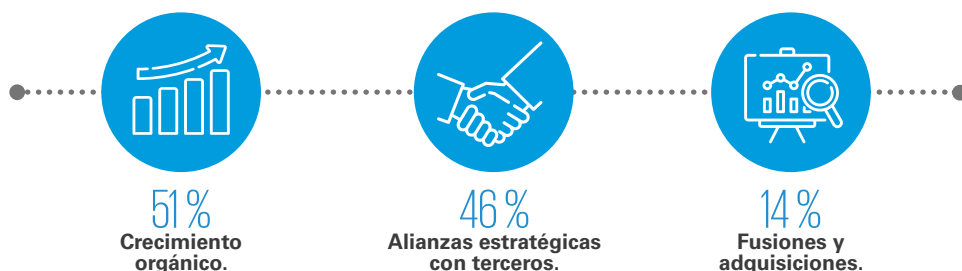 51 %
Crecimiento
orgánico.
46 %
Alianzas estratégicas
con terceros.
14 %
Fusiones y
adquisiciones.